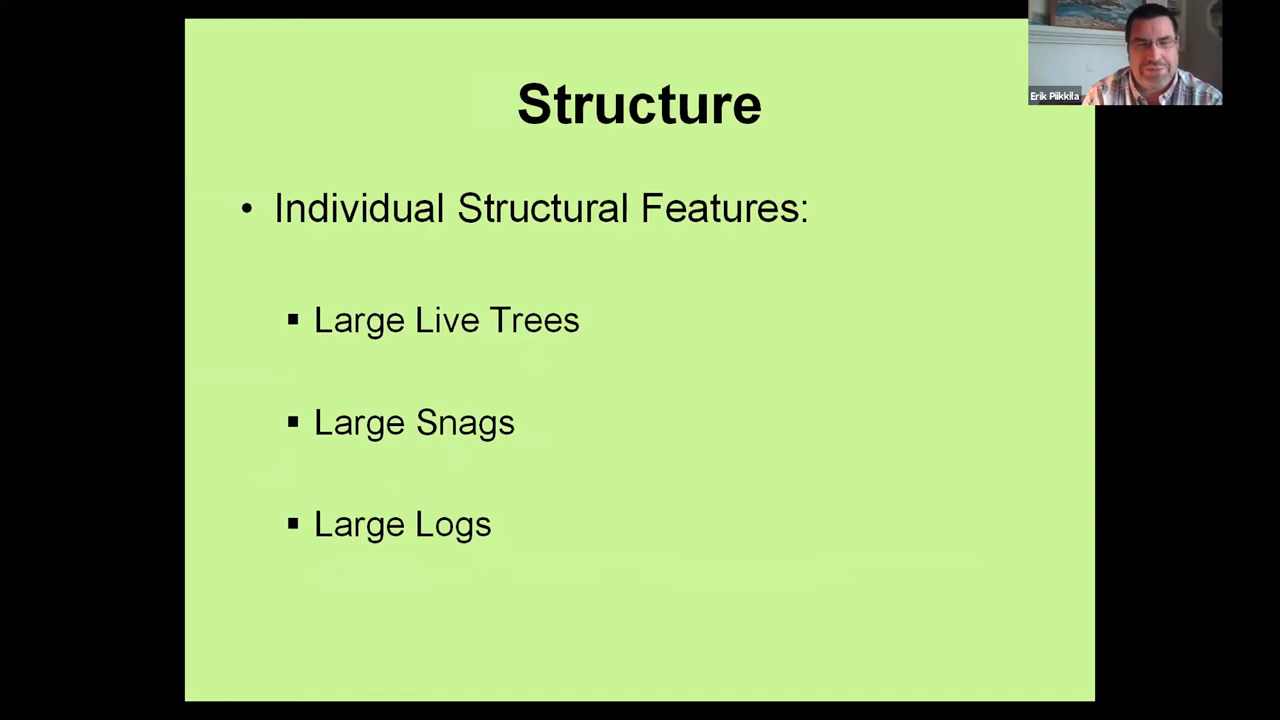 Structure
Erik Piikkila
• Individual Structural Features:
▪ Large Live Trees
▪ Large Snags
▪ Large Logs